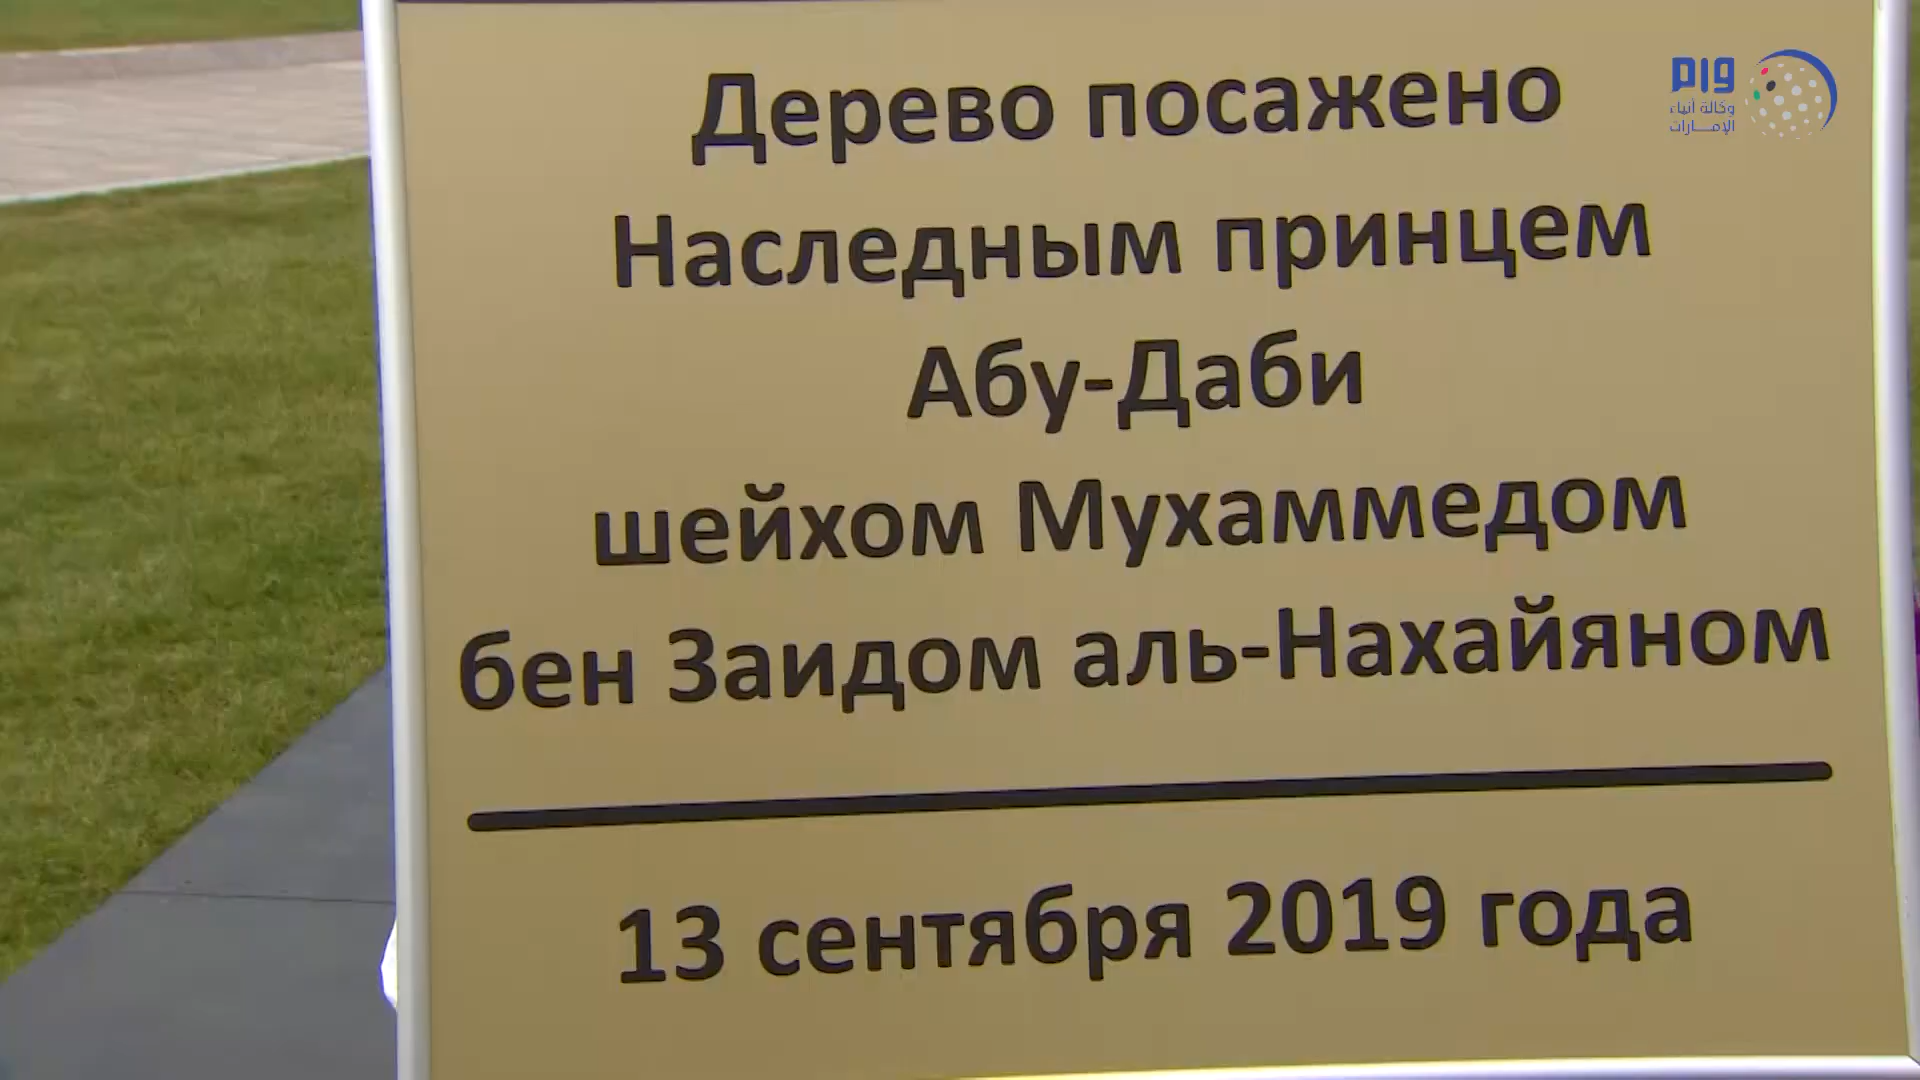 وام
وكالة أنباء
الإمـــارات
Дерево посажено
Наследным принцем
Абу-Даби
шейхом Мухаммедом
бен Заидом аль-Нахайяном
13 сентября 2019 года